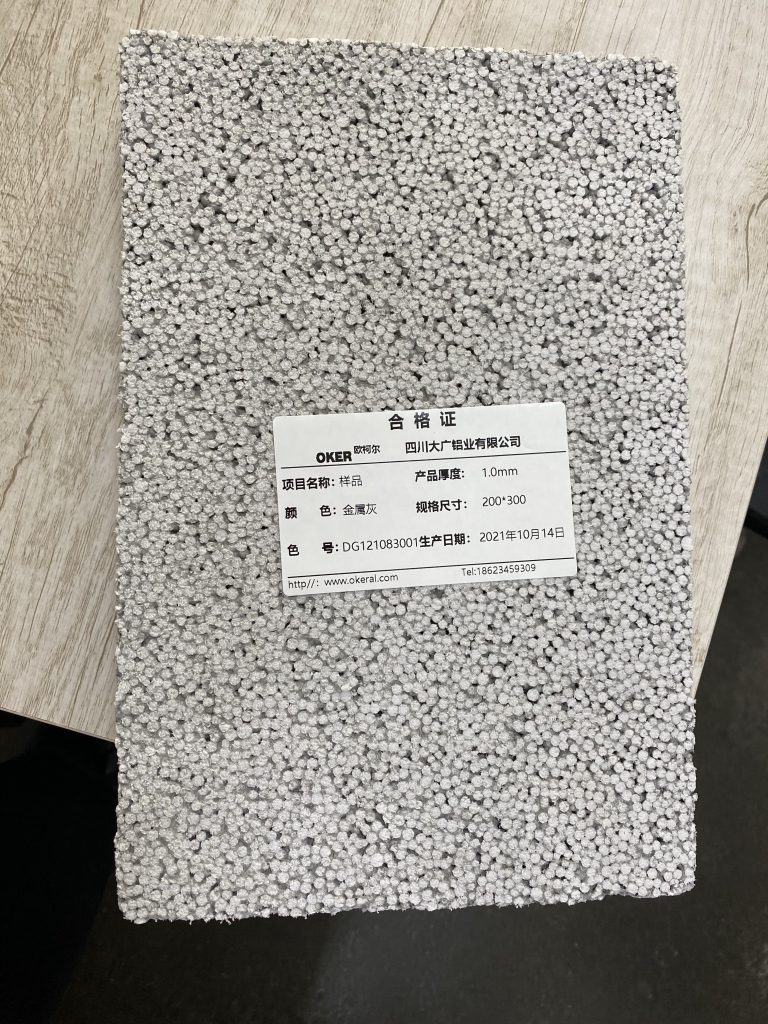 合格证
OKER欧柯尔 四川大广铝业有限公司
项目名称：样品 产品厚度： 1.0mm
颜 色：金属灰 规格尺寸： 200*300
色 号：DG121083001生产日期： 2021年10月14日
http//：www.okeral.com Tel:18623459309